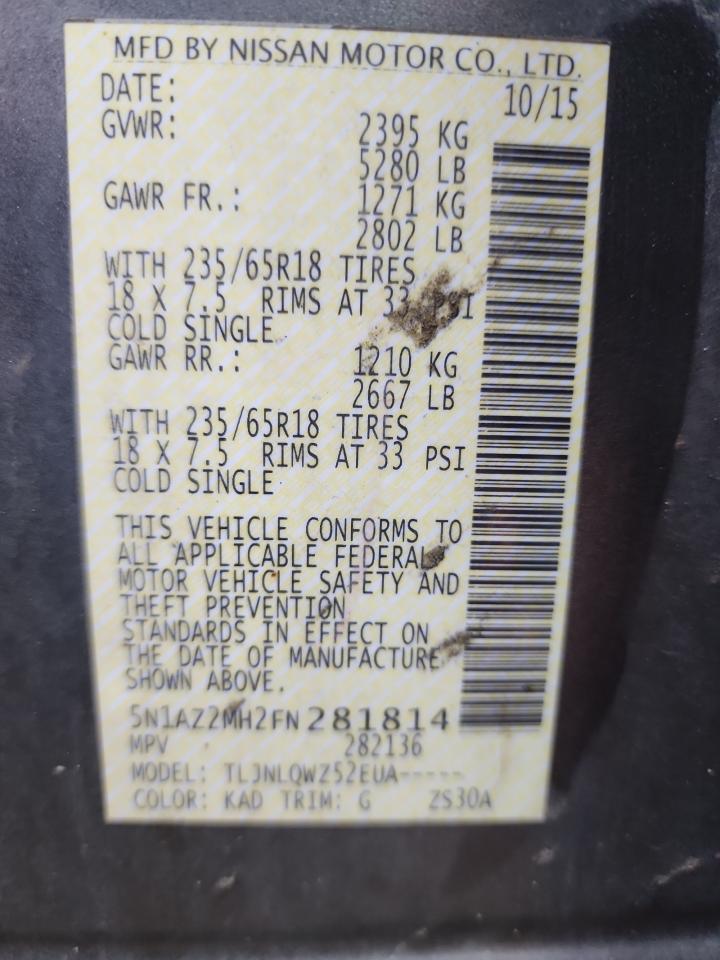 MFD BY NISSAN MOTOR CO., LTD.
DATE: 10/15
GVWR: 2395 KG
5280 LB
GAWR FR.: 1271 KG
2802 LB
WITH 235/65R18 TIRES
18 X 7.5 RIMS AT 33 PSI
COLD SINGLE
GAWR RR.: 1210 KG
2667 LB
WITH 235/65R18 TIRES
18 X 7.5 RIMS AT 33 PSI
COLD SINGLE
THIS VEHICLE CONFORMS TO
ALL APPLICABLE FEDERAL
MOTOR VEHICLE SAFETY AND
THEFT PREVENTION
STANDARDS IN EFFECT ON
THE DATE OF MANUFACTURE
SHOWN ABOVE.
5N1AZ2MH2FN281814
MPV 282136
MODEL: TLJNLQWZ52EUA-----
COLOR: KAD TRIM: G ZS30A